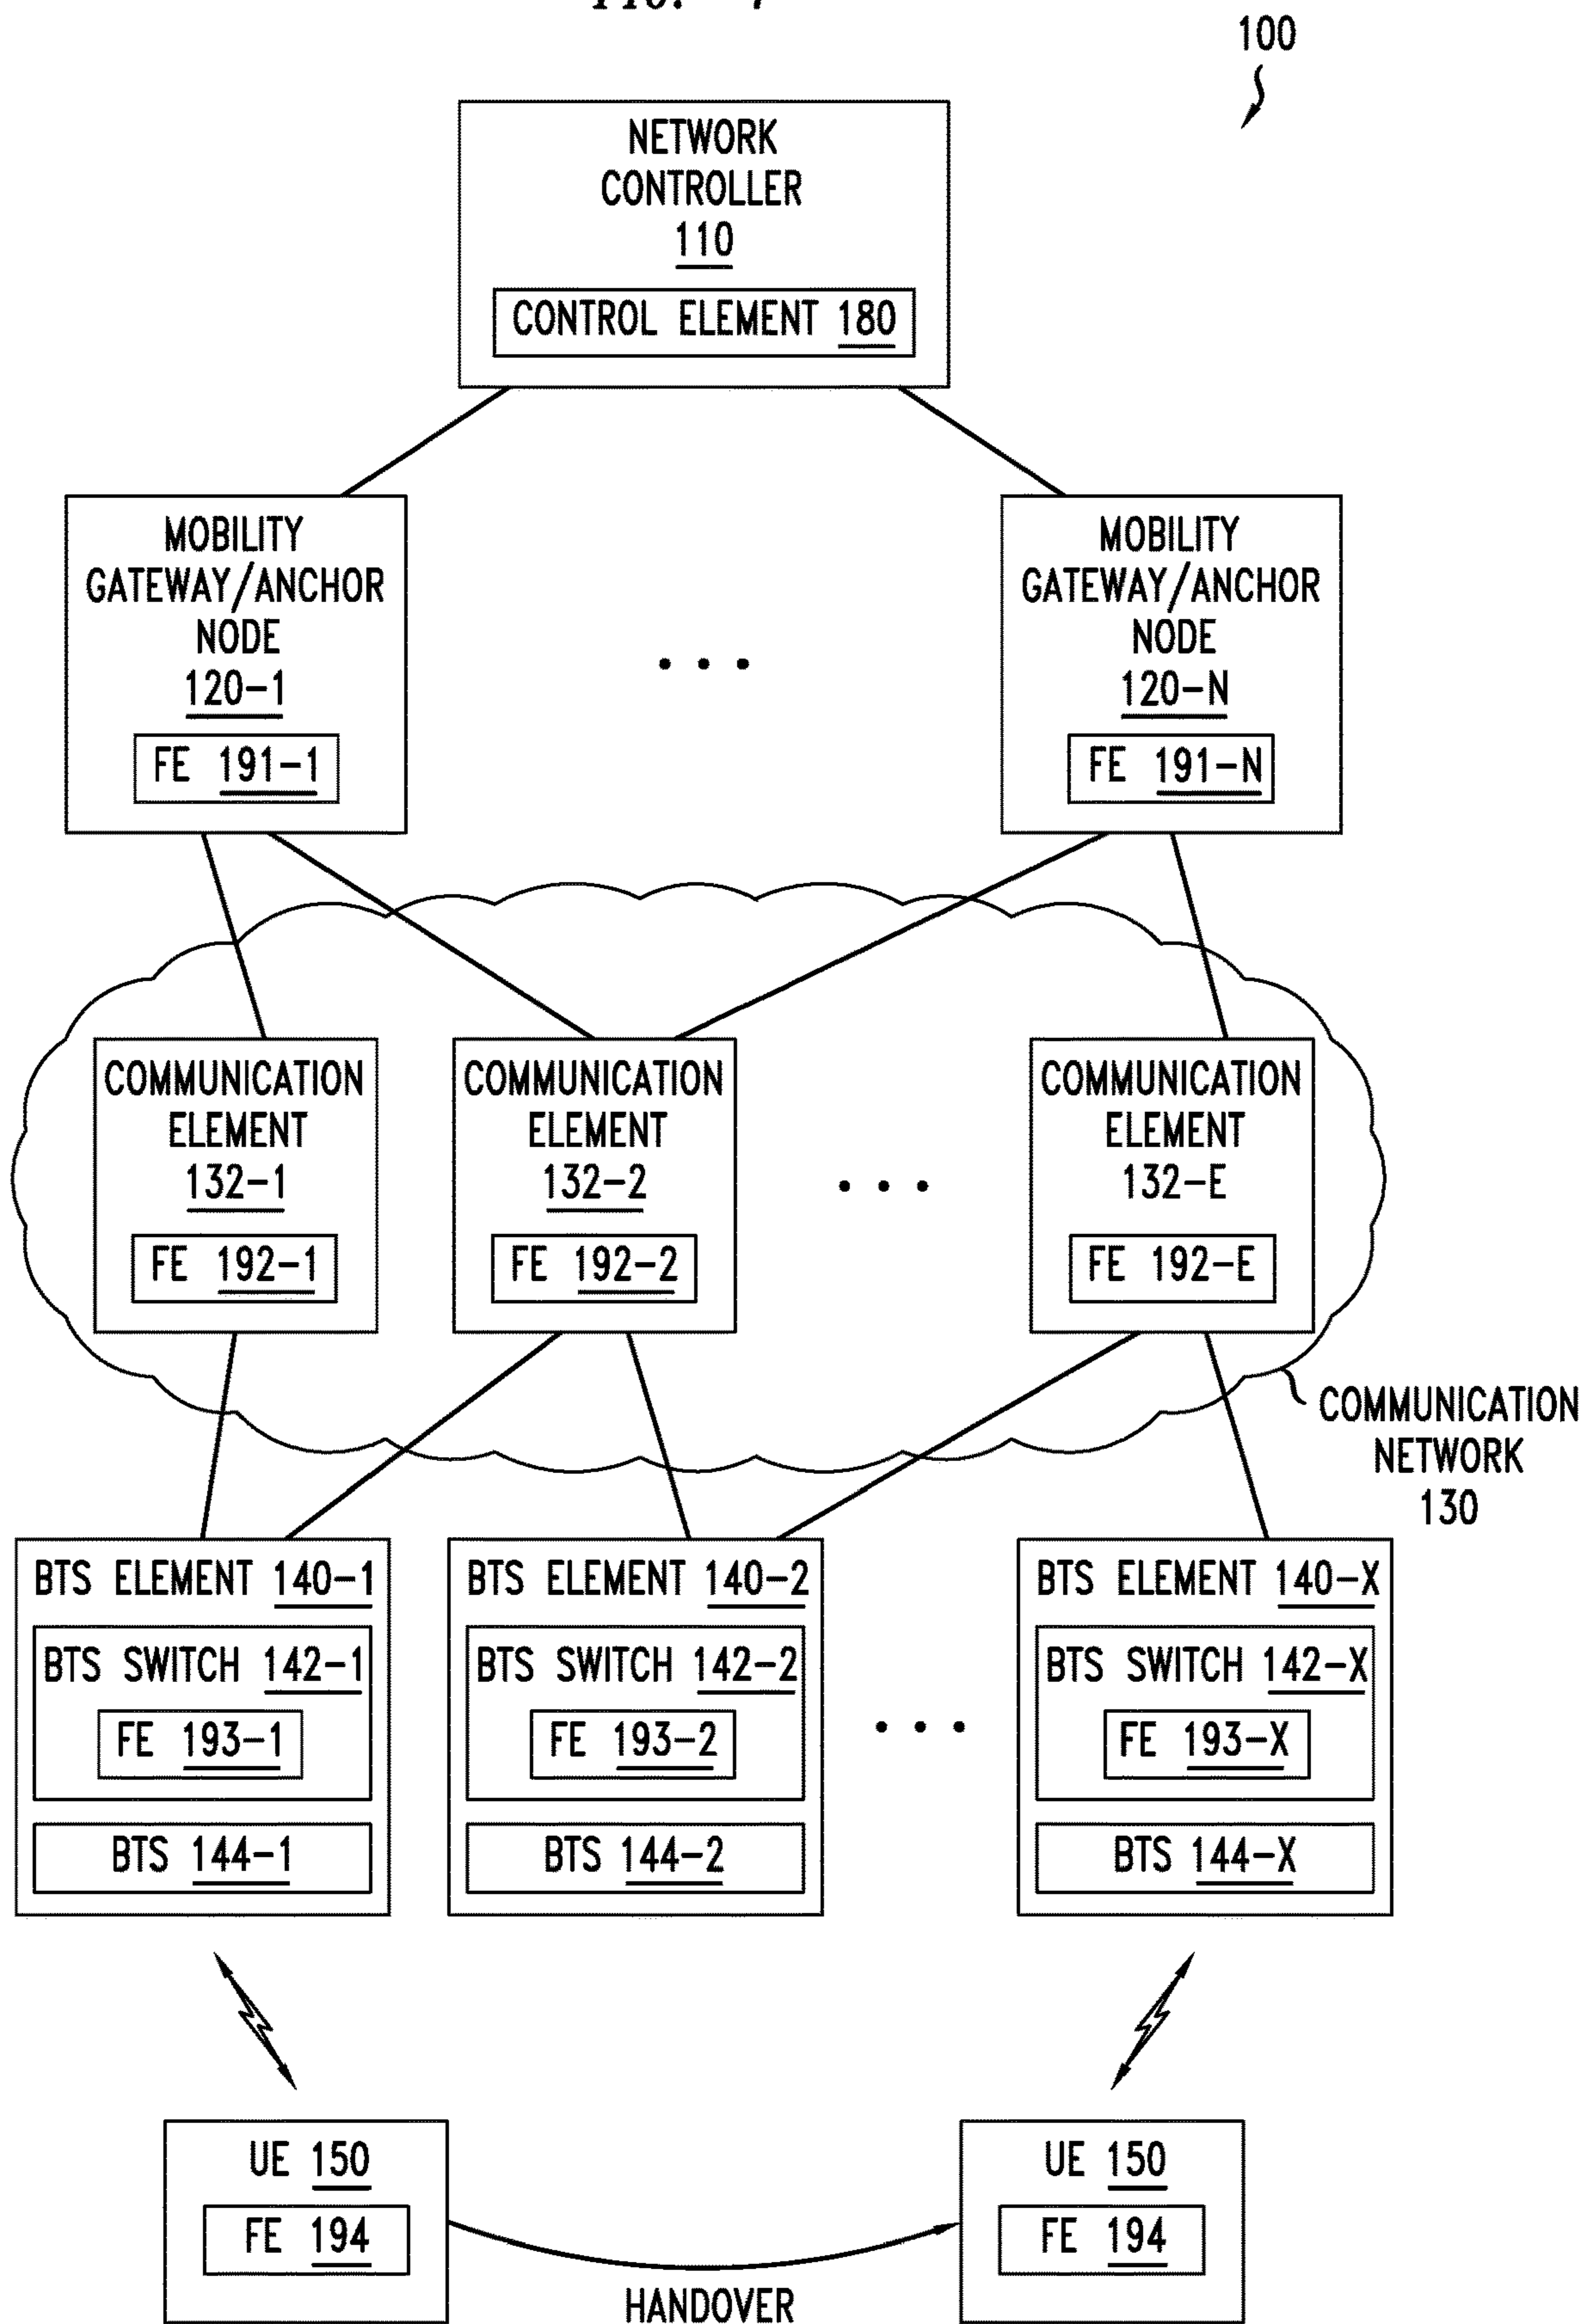 100
NETWORK
CONTROLLER
110
CONTROL ELEMENT 180
MOBILITY
GATEWAY/ANCHOR
NODE
120-1
FE 191-1
...
MOBILITY
GATEWAY/ANCHOR
NODE
120-N
FE 191-N
COMMUNICATION
ELEMENT
132-1
FE 192-1
COMMUNICATION
ELEMENT
132-2
FE 192-2
...
COMMUNICATION
ELEMENT
132-E
FE 192-E
COMMUNICATION
NETWORK
130
BTS ELEMENT 140-1
BTS SWITCH 142-1
FE 193-1
BTS 144-1
BTS ELEMENT 140-2
BTS SWITCH 142-2
FE 193-2
BTS 144-2
...
BTS ELEMENT 140-X
BTS SWITCH 142-X
FE 193-X
BTS 144-X
UE 150
FE 194
HANDOVER
UE 150
FE 194